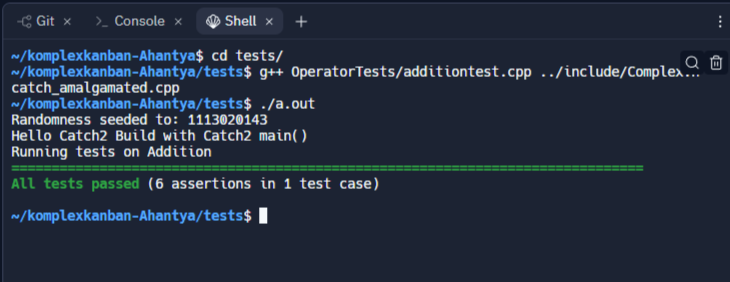 Git × >_ Console × Shell × +
~/komplexkanban-Ahantya$ cd tests/
~/komplexkanban-Ahantya/tests$ g++ OperatorTests/additiontest.cpp
catch_amalgamated.cpp
~/komplexkanban-Ahantya/tests$ ./a.out
Randomness seeded to: 1113020143
Hello Catch2 Build with Catch2 main()
Running tests on Addition
===============================================================================
All tests passed (6 assertions in 1 test case)
~/komplexkanban-Ahantya/tests$